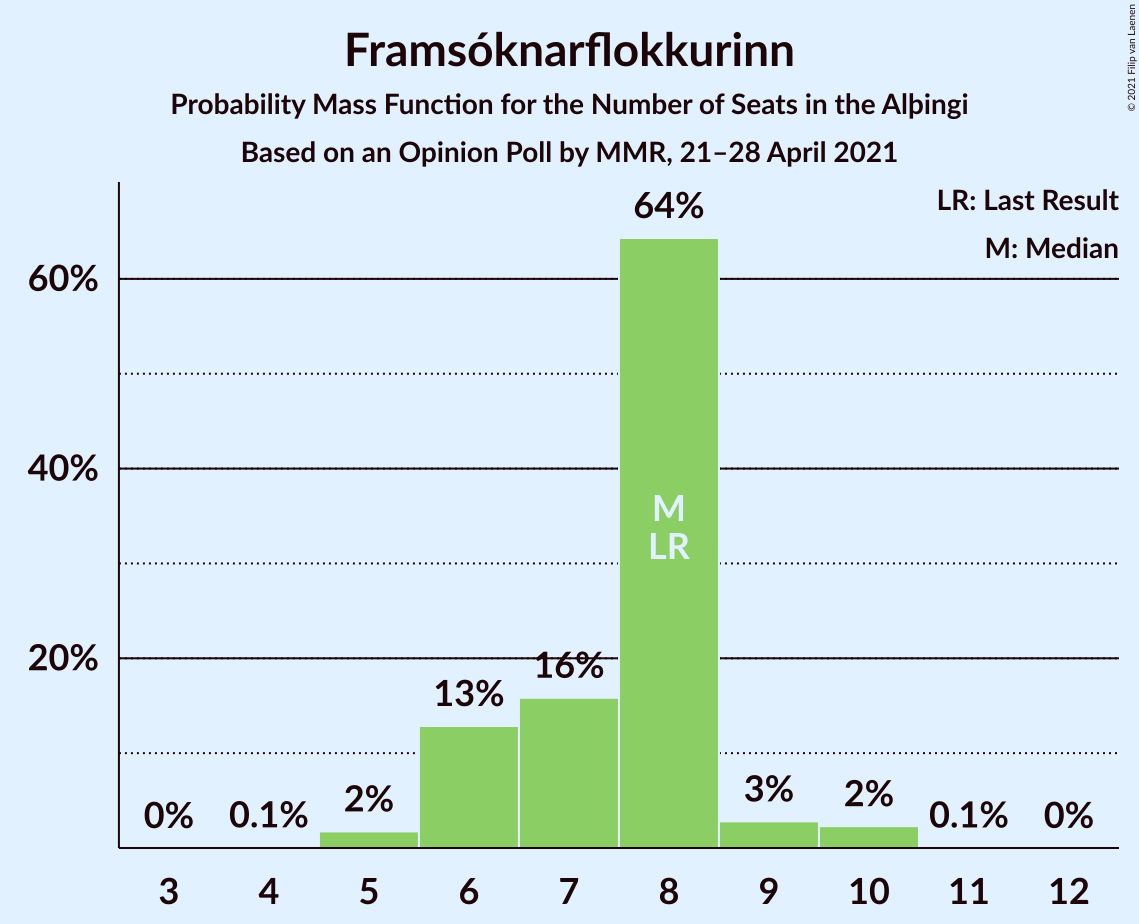 Framsóknarflokkurinn
Probability Mass Function for the Number of Seats in the Alþingi
Based on an Opinion Poll by MMR, 21–28 April 2021
© 2021 Filip van Laenen
LR: Last Result
M: Median
60%
40%
20%
0%
0.1%
2%
13%
16%
64%
M
LR
3%
2%
0.1%
0%
3 4 5 6 7 8 9 10 11 12